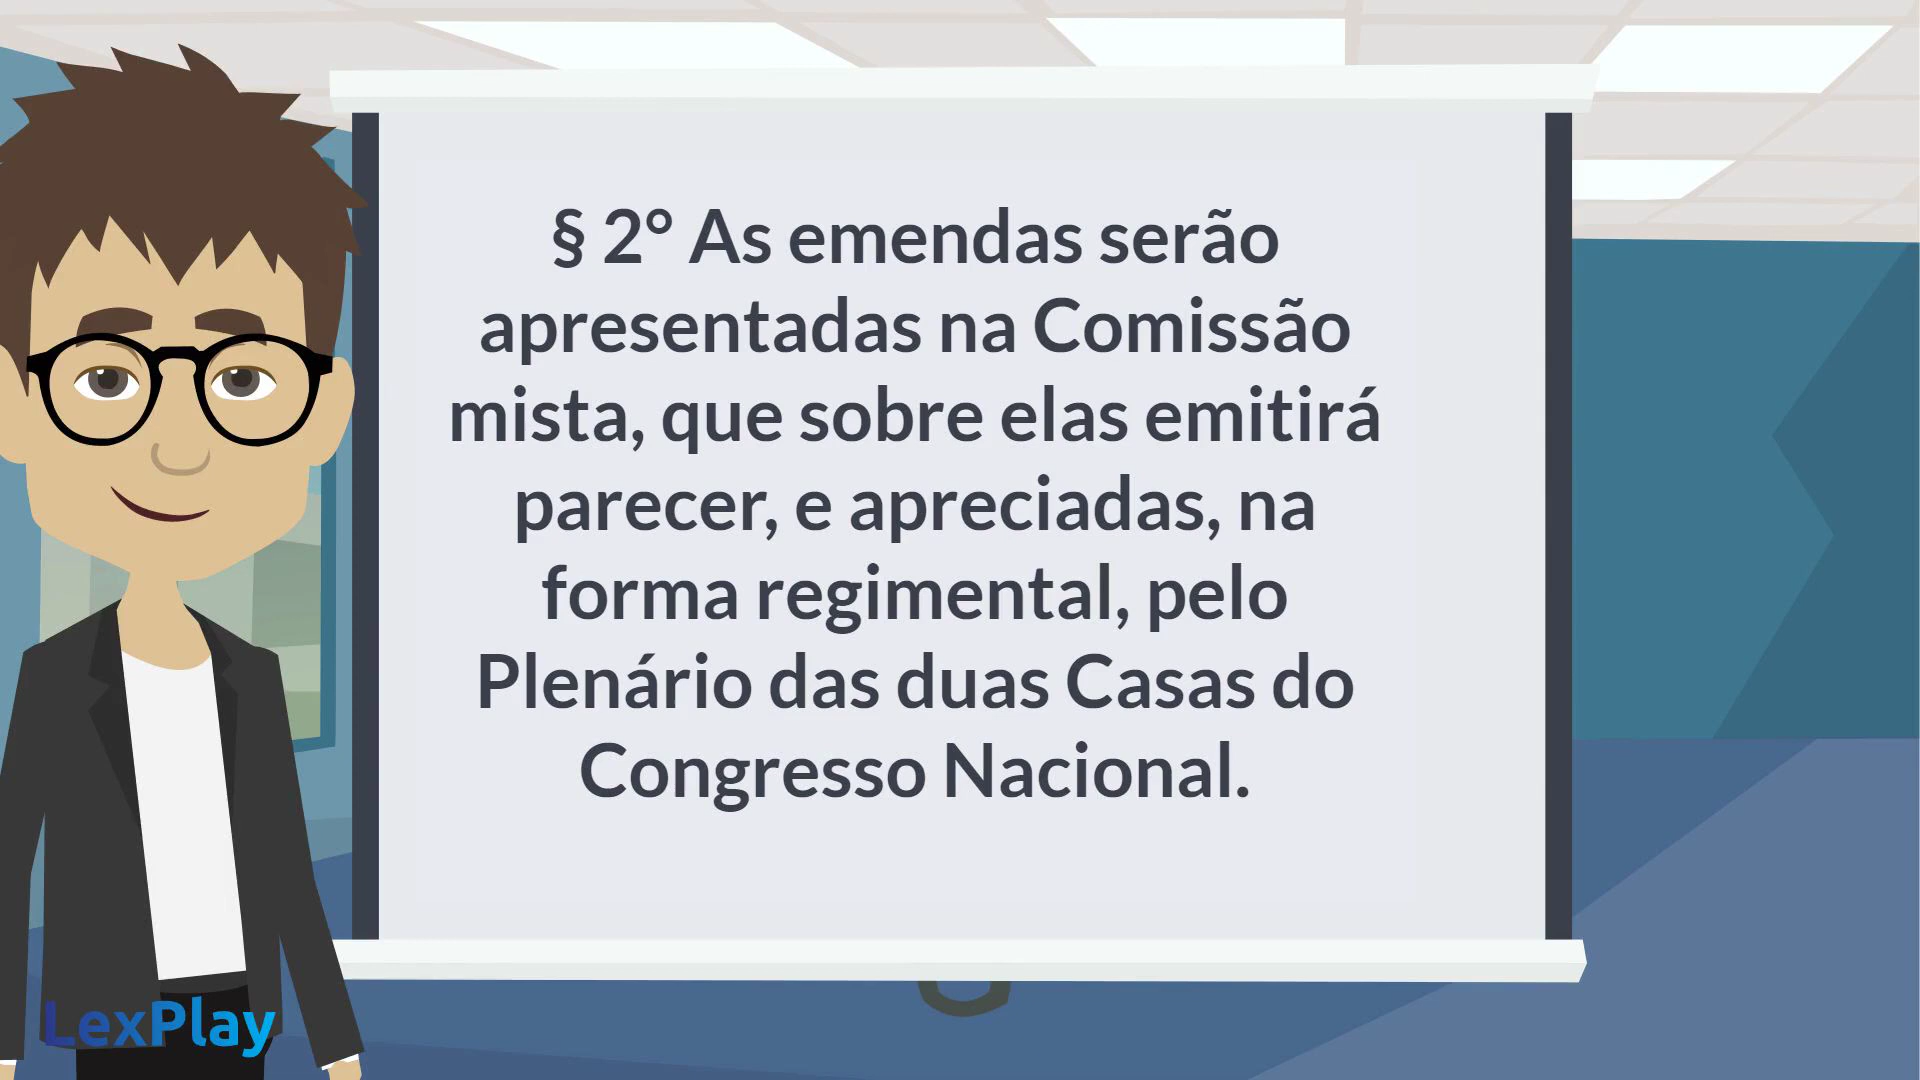 § 2° As emendas serão
apresentadas na Comissão
mista, que sobre elas emitirá
parecer, e apreciadas, na
forma regimental, pelo
Plenário das duas Casas do
Congresso Nacional.
LexPlay